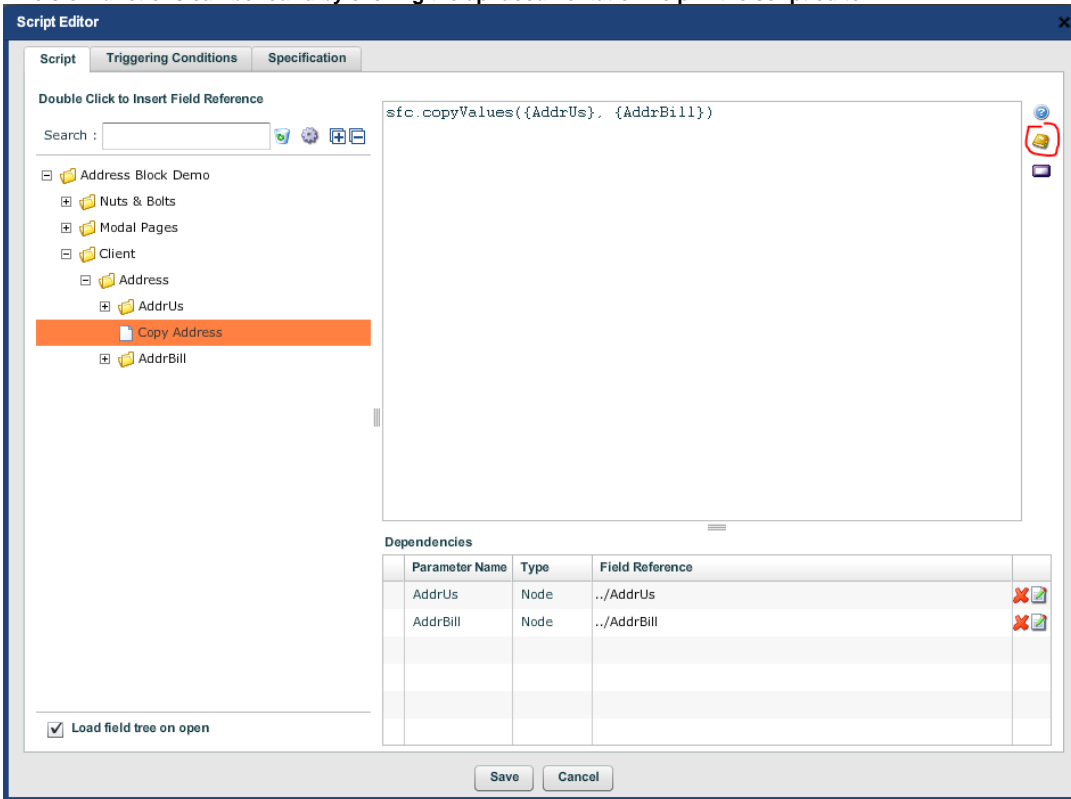 Script Editor
Script
Triggering Conditions
Specification
Double Click to Insert Field Reference
Search :
Address Block Demo
Nuts & Bolts
Modal Pages
Client
Address
AddrUs
Copy Address
AddrBill
Load field tree on open
sfc.copyValues({AddrUs}, {AddrBill})
Dependencies
Parameter Name Type Field Reference
AddrUs Node ../AddrUs
AddrBill Node ../AddrBill
Save Cancel